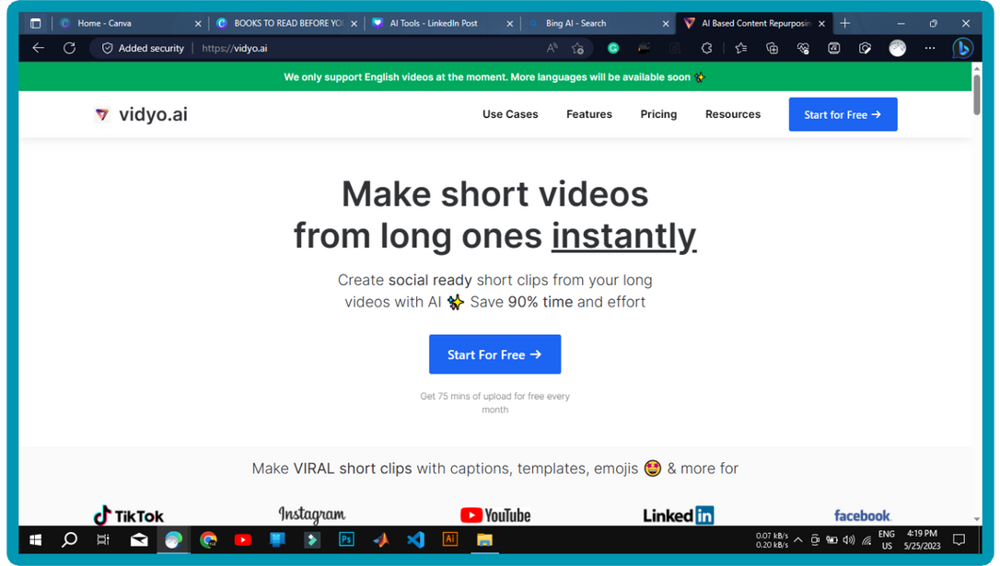 Home - Canva
BOOKS TO READ BEFORE YO
AI Tools - LinkedIn Post
Bing AI - Search
AI Based Content Repurposin
Added security
https://vidyo.ai
We only support English videos at the moment. More languages will be available soon ✨
vidyo.ai
Use Cases
Features
Pricing
Resources
Start for Free →
Make short videos
from long ones instantly
Create social ready short clips from your long
videos with AI ✨ Save 90% time and effort
Start For Free →
Get 75 mins of upload for free every
month
Make VIRAL short clips with captions, templates, emojis 🤩 & more for
TikTok
Instagram
YouTube
Linked in
facebook
Ps
Ai
0.07 kB/s
0.20 kB/s
ENG
US
4:19 PM
5/25/2023